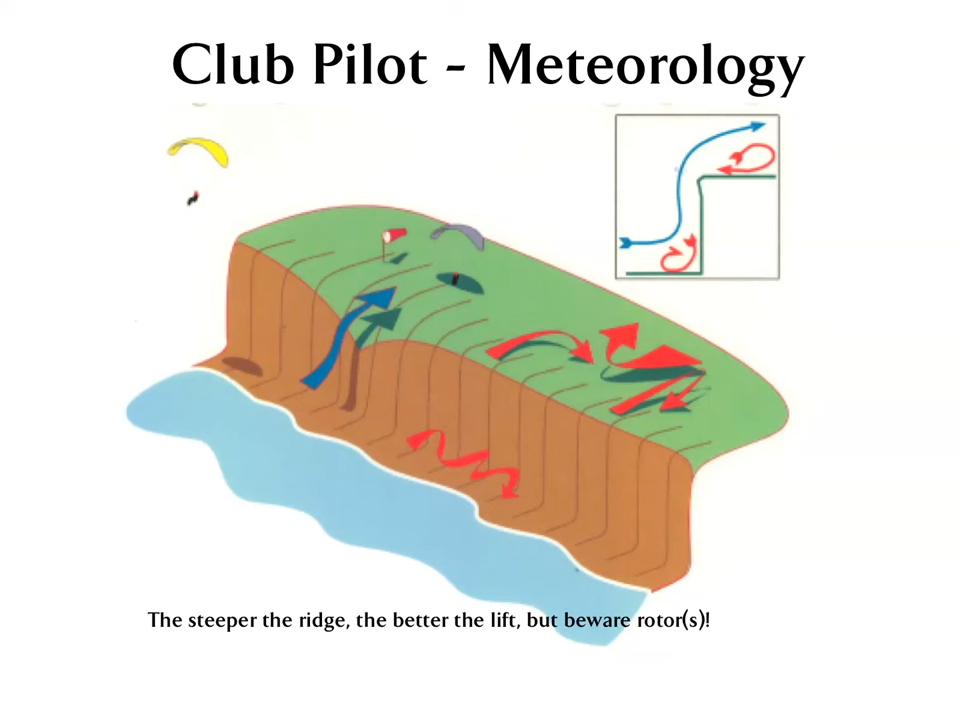 Club Pilot - Meteorology
The steeper the ridge, the better the lift, but beware rotor(s)!